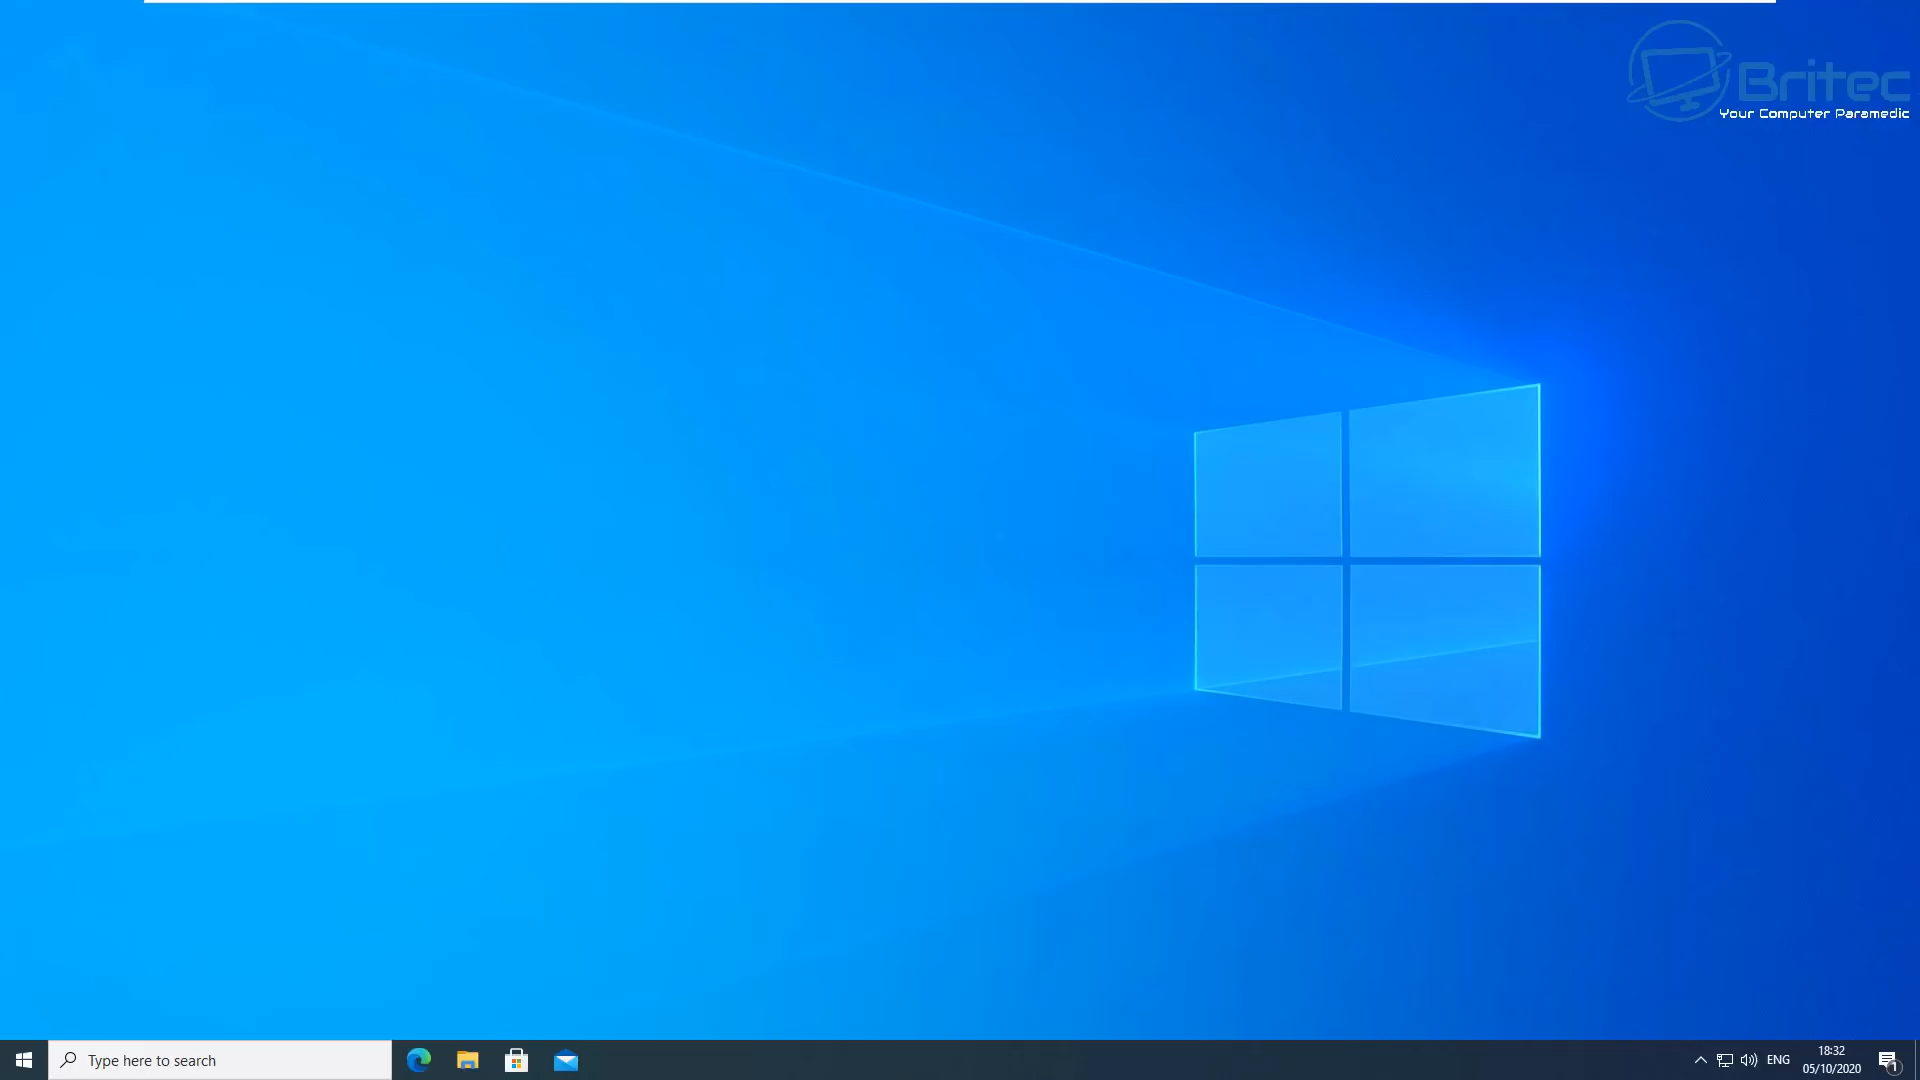 Britec
Your Computer Paramedic
Type here to search
ENG
18:32
05/10/2020
1